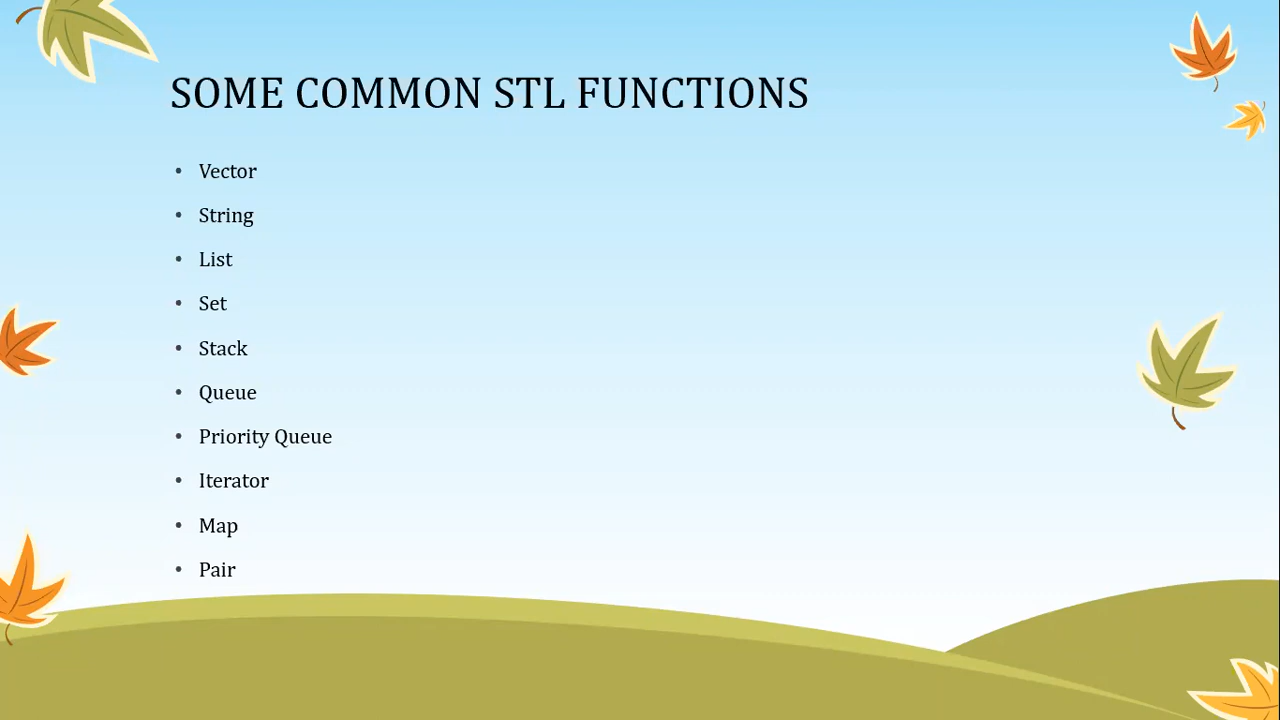 SOME COMMON STL FUNCTIONS
• Vector
• String
• List
• Set
• Stack
• Queue
• Priority Queue
• Iterator
• Map
• Pair